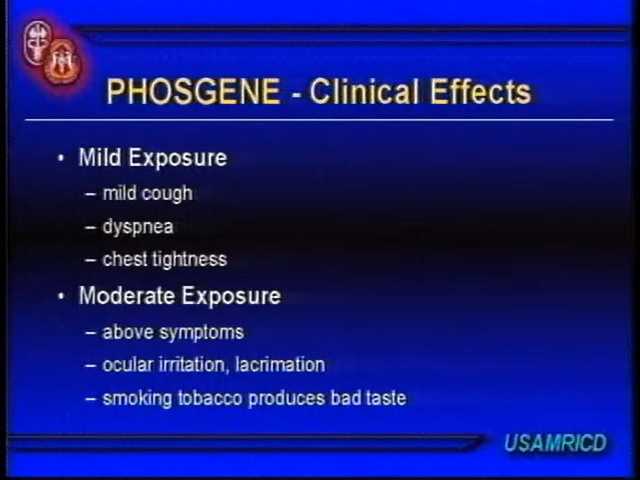 PHOSGENE - Clinical Effects
• Mild Exposure
– mild cough
– dyspnea
– chest tightness
• Moderate Exposure
– above symptoms
– ocular irritation, lacrimation
– smoking tobacco produces bad taste
USAMRICD